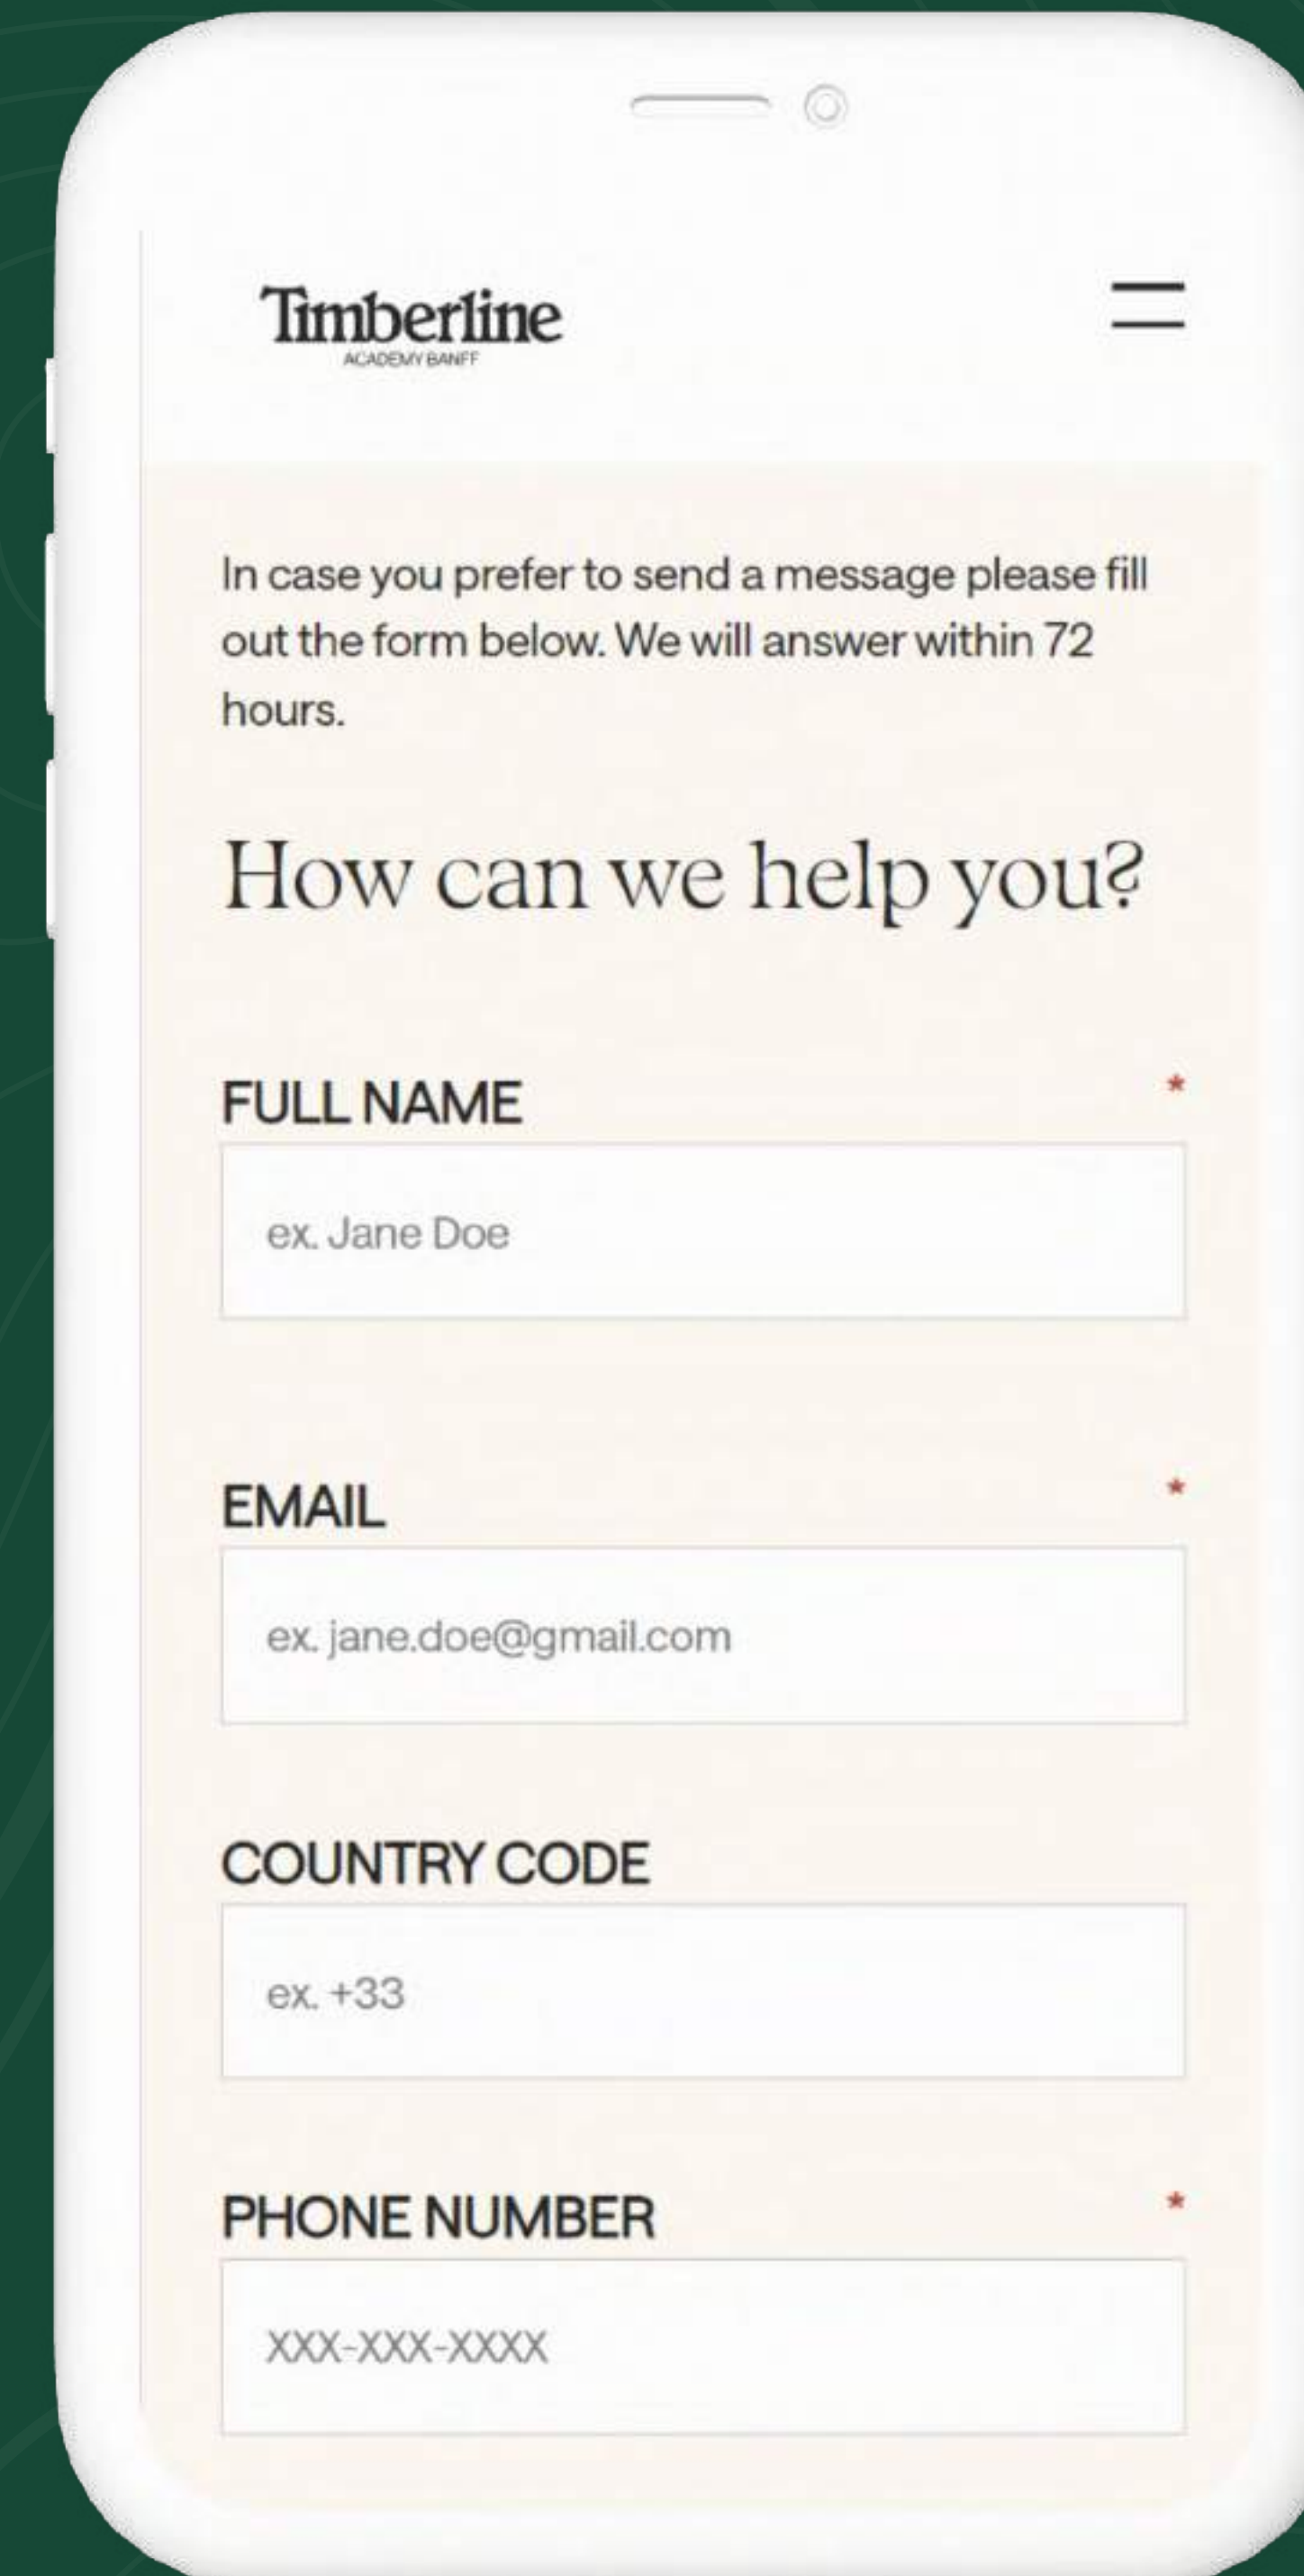 Timberline
ACADEMY BANFF
In case you prefer to send a message please fill
out the form below. We will answer within 72
hours.
How can we help you?
FULL NAME *
ex. Jane Doe
EMAIL *
ex. jane.doe@gmail.com
COUNTRY CODE
ex. +33
PHONE NUMBER *
XXX-XXX-XXXX